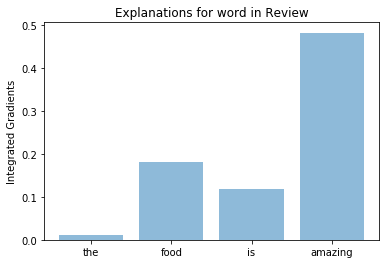 Explanations for word in Review
Integrated Gradients
0.5
0.4
0.3
0.2
0.1
0.0
the food is amazing